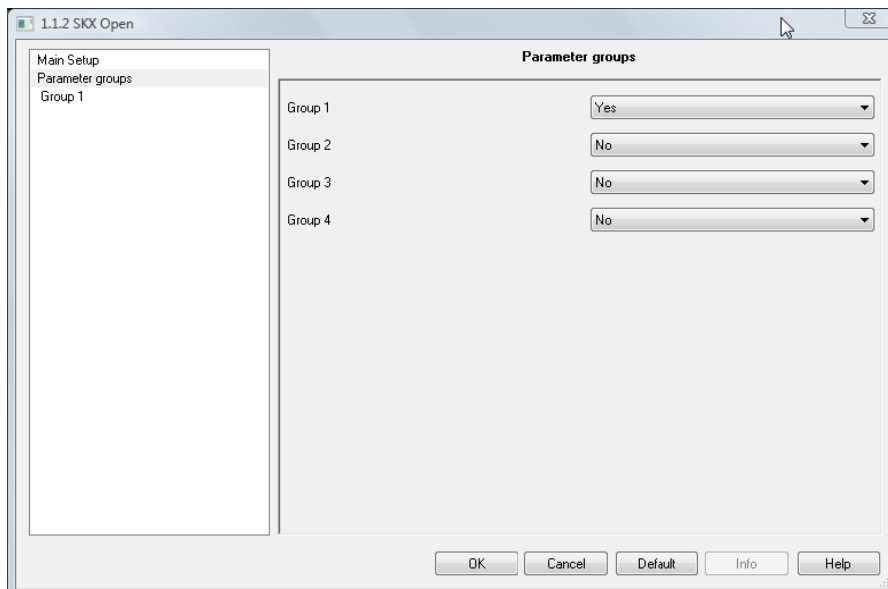 1.1.2 SKX Open
Main Setup
Parameter groups
Group 1
Parameter groups
Group 1 Yes
Group 2 No
Group 3 No
Group 4 No
OK Cancel Default Info Help